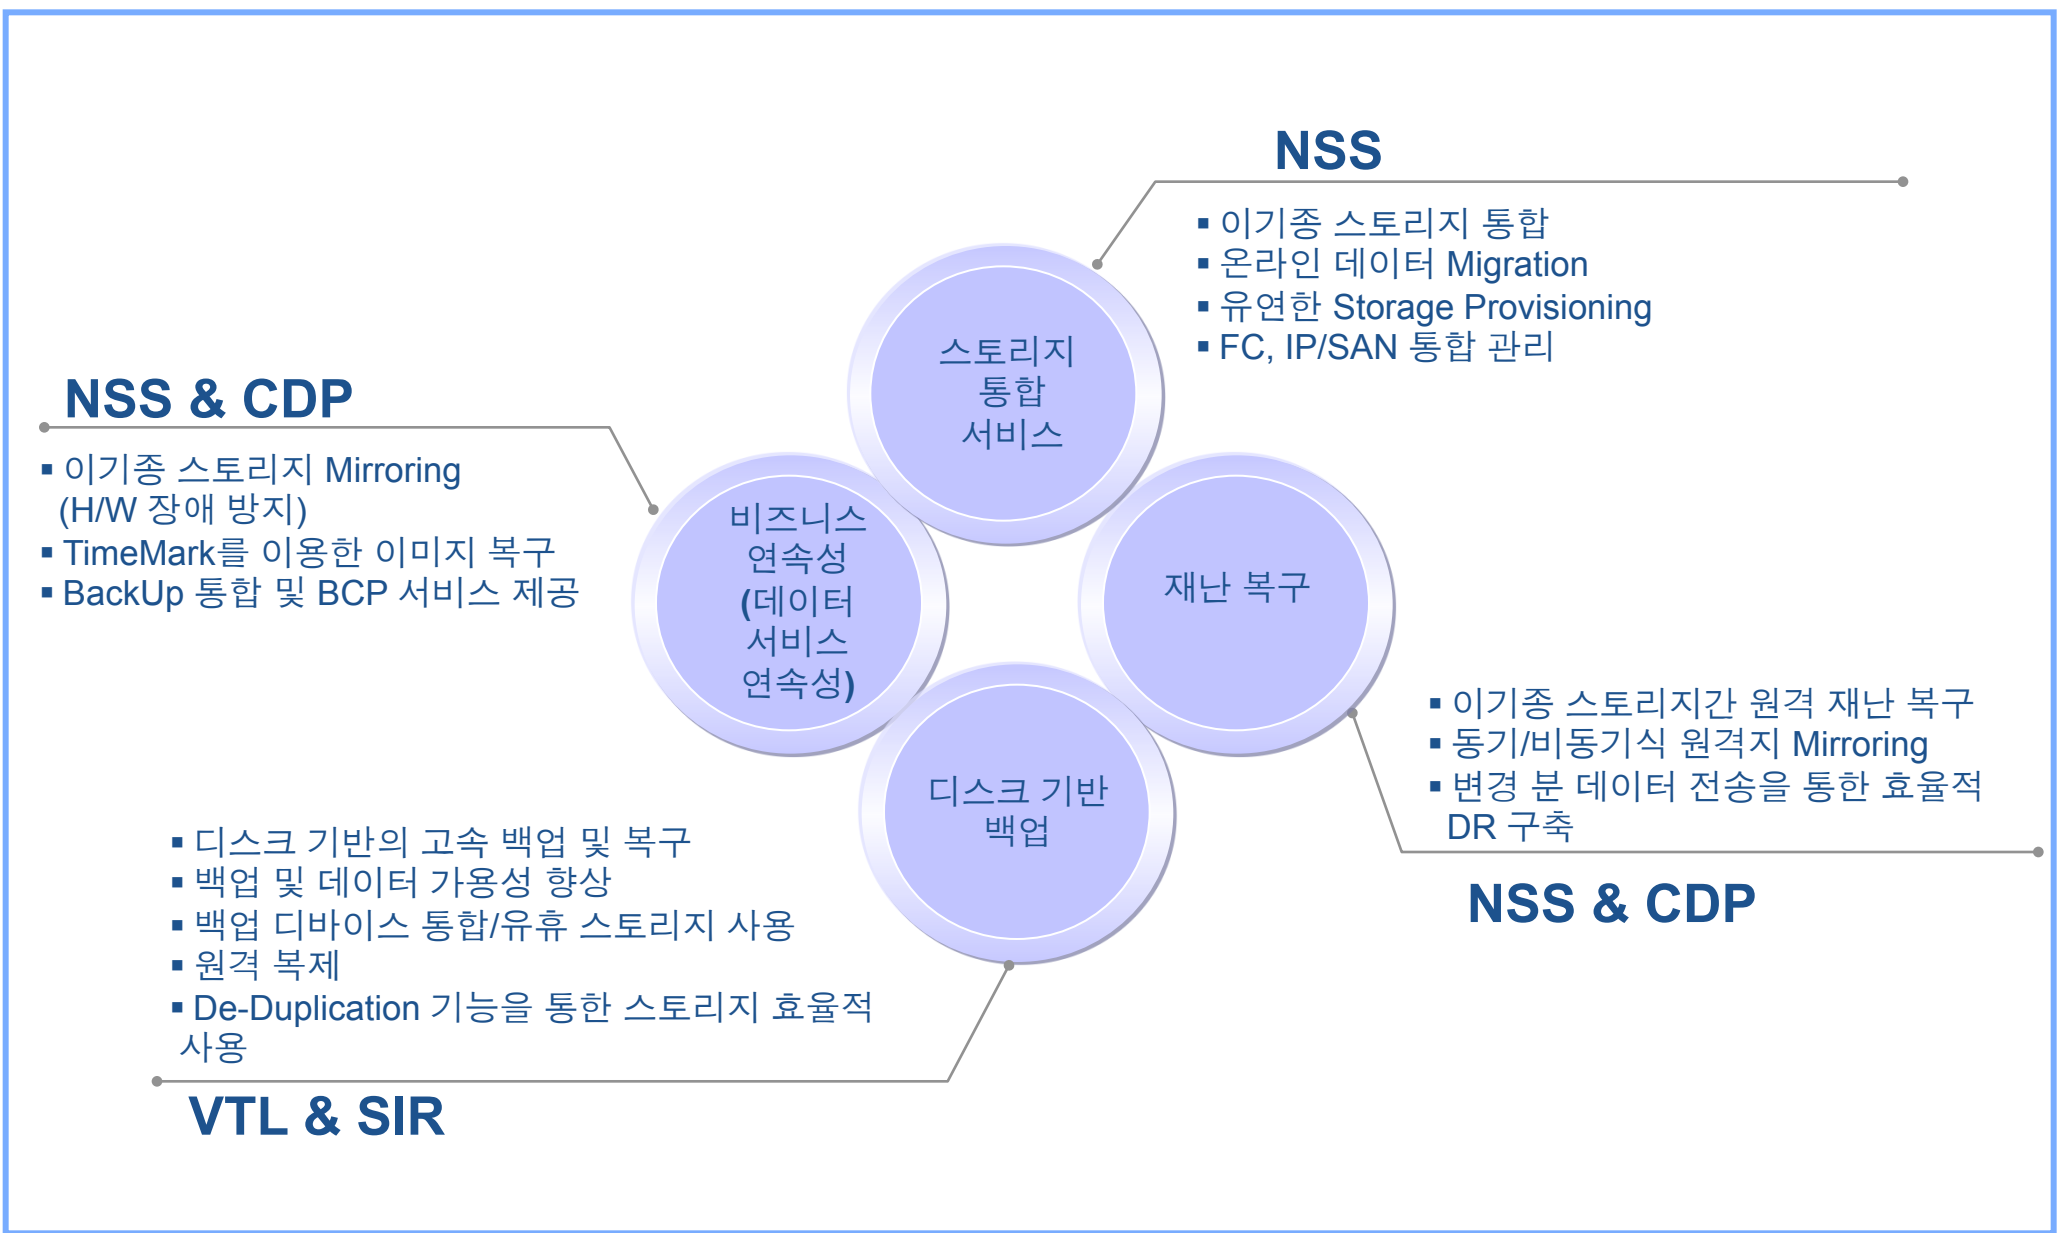 NSS
▪ 이기종 스토리지 통합
▪ 온라인 데이터 Migration
▪ 유연한 Storage Provisioning
▪ FC, IP/SAN 통합 관리
스토리지
통합
서비스
NSS & CDP
▪ 이기종 스토리지 Mirroring
(H/W 장애 방지)
▪ TimeMark를 이용한 이미지 복구
▪ BackUp 통합 및 BCP 서비스 제공
비즈니스
연속성
(데이터
서비스
연속성)
재난 복구
▪ 이기종 스토리지간 원격 재난 복구
▪ 동기/비동기식 원격지 Mirroring
▪ 변경 분 데이터 전송을 통한 효율적
DR 구축
NSS & CDP
디스크 기반
백업
▪ 디스크 기반의 고속 백업 및 복구
▪ 백업 및 데이터 가용성 향상
▪ 백업 디바이스 통합/유휴 스토리지 사용
▪ 원격 복제
▪ De-Duplication 기능을 통한 스토리지 효율적
사용
VTL & SIR